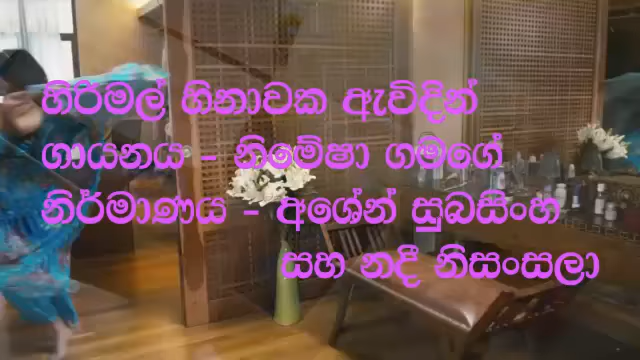 හිරිමල් හිනාවක ඇවිදින්
ගායනය - නිමේෂා ගමගේ
නිර්මාණය - අශේන් සුබසිංහ
සහ නදී නිසංසලා